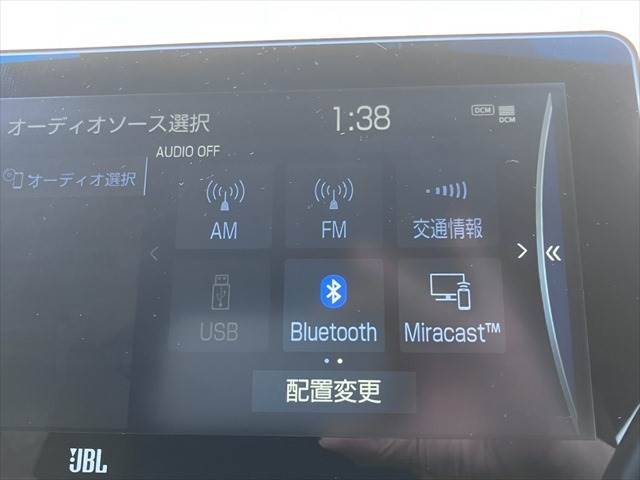 オーディオソース選択
1:38
DCM
DCM
AUDIO OFF
オーディオ選択
AM
FM
交通情報
USB
Bluetooth
Miracast™
配置変更
JBL